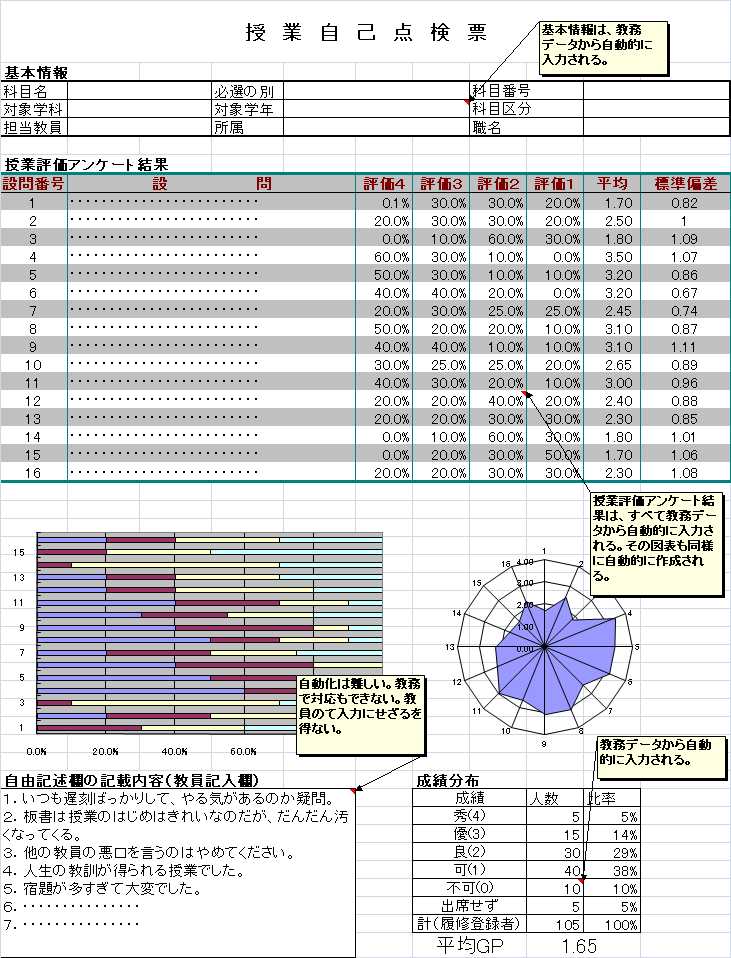 授 業 自 己 点 検 票
基本情報は、教務
データから自動的に
入力される。
基本情報
科目名 必選の別 科目番号
対象学科 対象学年 科目区分
担当教員 所属 職名
授業評価アンケート結果
設問番号 設 問 評価4 評価3 評価2 評価1 平均 標準偏差
1 ・・・・・・・・・・・・・・・・・・・・・・・・ 0.1% 30.0% 30.0% 20.0% 1.70 0.82
2 ・・・・・・・・・・・・・・・・・・・・・・・・ 20.0% 30.0% 30.0% 20.0% 2.50 1
3 ・・・・・・・・・・・・・・・・・・・・・・・・ 0.0% 10.0% 60.0% 30.0% 1.80 1.09
4 ・・・・・・・・・・・・・・・・・・・・・・・・ 60.0% 30.0% 10.0% 0.0% 3.50 1.07
5 ・・・・・・・・・・・・・・・・・・・・・・・・ 50.0% 30.0% 10.0% 10.0% 3.20 0.86
6 ・・・・・・・・・・・・・・・・・・・・・・・・ 40.0% 40.0% 20.0% 0.0% 3.20 0.67
7 ・・・・・・・・・・・・・・・・・・・・・・・・ 20.0% 30.0% 25.0% 25.0% 2.45 0.74
8 ・・・・・・・・・・・・・・・・・・・・・・・・ 50.0% 20.0% 20.0% 10.0% 3.10 0.87
9 ・・・・・・・・・・・・・・・・・・・・・・・・ 40.0% 40.0% 10.0% 10.0% 3.10 1.11
10 ・・・・・・・・・・・・・・・・・・・・・・・・ 30.0% 25.0% 25.0% 20.0% 2.65 0.89
11 ・・・・・・・・・・・・・・・・・・・・・・・・ 40.0% 30.0% 20.0% 10.0% 3.00 0.96
12 ・・・・・・・・・・・・・・・・・・・・・・・・ 20.0% 20.0% 40.0% 20.0% 2.40 0.88
13 ・・・・・・・・・・・・・・・・・・・・・・・・ 20.0% 20.0% 30.0% 30.0% 2.30 0.85
14 ・・・・・・・・・・・・・・・・・・・・・・・・ 0.0% 10.0% 60.0% 30.0% 1.80 1.01
15 ・・・・・・・・・・・・・・・・・・・・・・・・ 0.0% 20.0% 30.0% 50.0% 1.70 1.06
16 ・・・・・・・・・・・・・・・・・・・・・・・・ 20.0% 20.0% 30.0% 30.0% 2.30 1.08
授業評価アンケート結
果は、すべて教務デー
タから自動的に入力さ
れる。その図表も同様
に自動的に作成され
る。
15
13
11
9
7
5
3
1
0.0% 20.0% 40.0% 60.0%
1
2
4
5
6
7
8
9
10
11
12
13
14
15
16
4.00
3.00
2.00
1.00
0.00
自動化は難しい。教務
で対応もできない。教
員のて入力にせざるを
得ない。
教務データから自動
的に入力される。
自由記述欄の記載内容(教員記入欄)
1. いつも遅刻ばっかりして、やる気があるのか疑問。
2. 板書は授業のはじめはきれいなのだが、だんだん汚
くなってくる。
3. 他の教員の悪口を言うのはやめてください。
4. 人生の教訓が得られる授業でした。
5. 宿題が多すぎて大変でした。
6. ・・・・・・・・・・・・・・・
7. ・・・・・・・・・・・・・・・
成績分布
成績 人数 比率
秀(4) 5 5%
優(3) 15 14%
良(2) 30 29%
可(1) 40 38%
不可(0) 10 10%
出席せず 5 5%
計(履修登録者) 105 100%
平均GP 1.65